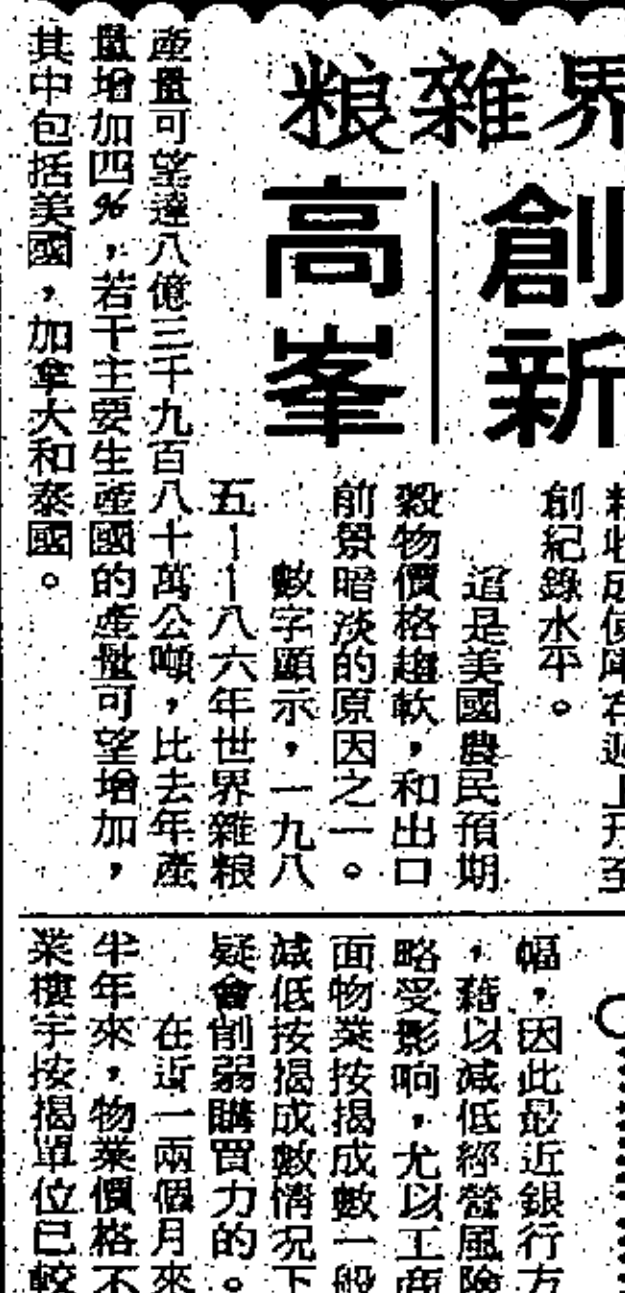 雜粮
創新
高峯
創紀錄水平。
這是美國農民預期
穀物價格趨軟，和出口
前景暗淡的原因之一。
數字顯示，一九八
五——八六年世界雜粮
產量可望達八億三千九百八十萬公噸，比去年產
量增加四％，若干主要生產國的產量可望增加，
其中包括美國，加拿大和泰國。
幅，因此最近銀行方
，藉以減低經營風險
略受影响，尤以工商
面物業按揭成數一般
減低按揭成數情况下
疑會削弱購買力的。
在近一兩個月來
半年來，物業價格不
業樓宇按揭單位已較